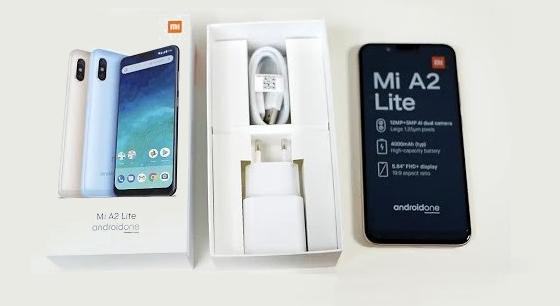 mi
Mi A2 Lite
androidone
mi
Mi A2
Lite
12MP+5MP AI dual camera
Large 1.25μm pixels
4000mAh (typ)
High-capacity battery
5.84" FHD+ display
19:9 aspect ratio
androidone